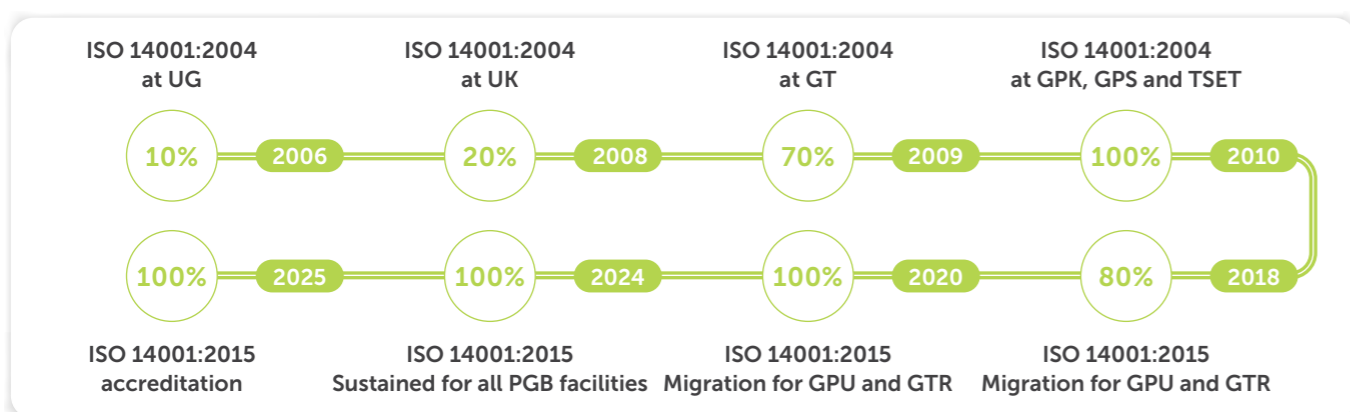 ISO 14001:2004
at UG
ISO 14001:2004
at UK
ISO 14001:2004
at GT
ISO 14001:2004
at GPK, GPS and TSET
10%
2006
20%
2008
70%
2009
100%
2010
100%
2025
100%
2024
100%
2020
80%
2018
ISO 14001:2015
accreditation
ISO 14001:2015
Sustained for all PGB facilities
ISO 14001:2015
Migration for GPU and GTR
ISO 14001:2015
Migration for GPU and GTR